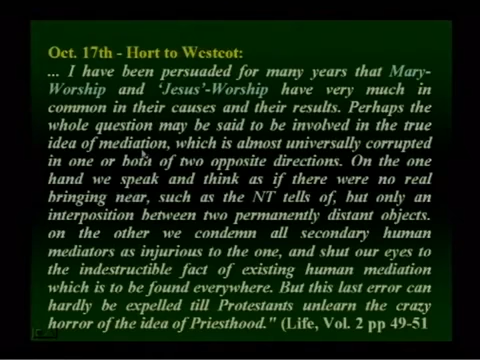 Oct. 17th - Hort to Westcot:
... I have been persuaded for many years that Mary-
Worship and ‘Jesus’-Worship have very much in
common in their causes and their results. Perhaps the
whole question may be said to be involved in the true
idea of mediation, which is almost universally corrupted
in one or both of two opposite directions. On the one
hand we speak and think as if there were no real
bringing near, such as the NT tells of, but only an
interposition between two permanently distant objects.
on the other we condemn all secondary human
mediators as injurious to the one, and shut our eyes to
the indestructible fact of existing human mediation
which is to be found everywhere. But this last error can
hardly be expelled till Protestants unlearn the crazy
horror of the idea of Priesthood." (Life, Vol. 2 pp 49-51